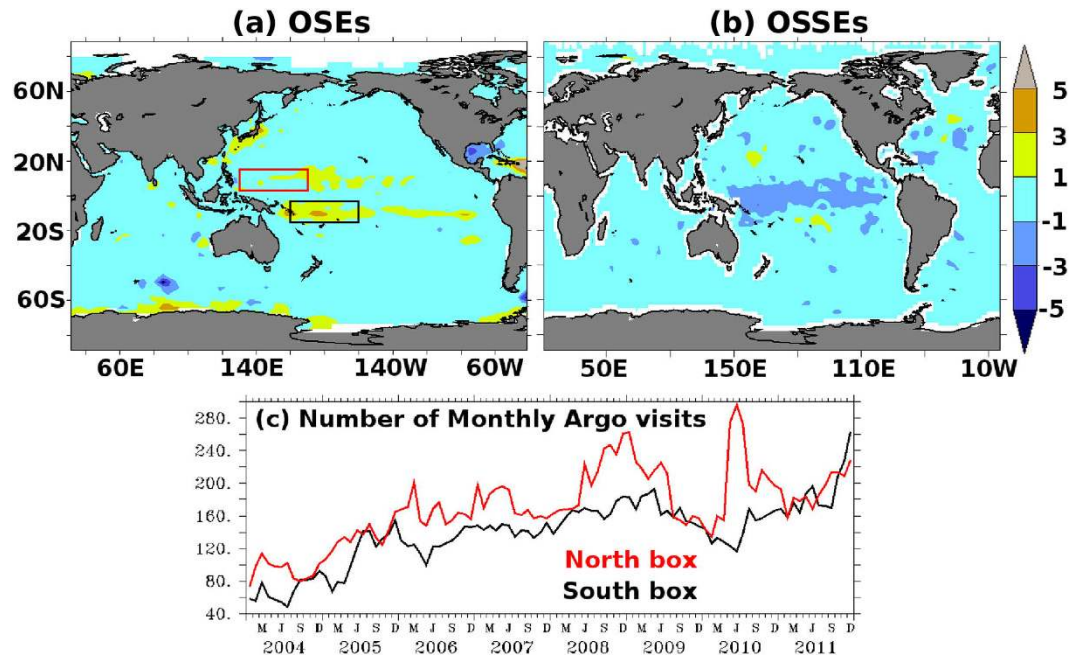 (a) OSEs
(b) OSSEs
60N
20N
20S
60S
60E
140E
140W
60W
50E
150E
110E
10W
5
3
1
-1
-3
-5
(c) Number of Monthly Argo visits
280.
240.
200.
160.
120.
80.
40.
North box
South box
M J S D M J S D M J S D M J S D M J S D M J S D M J S D M J S D
2004 2005 2006 2007 2008 2009 2010 2011